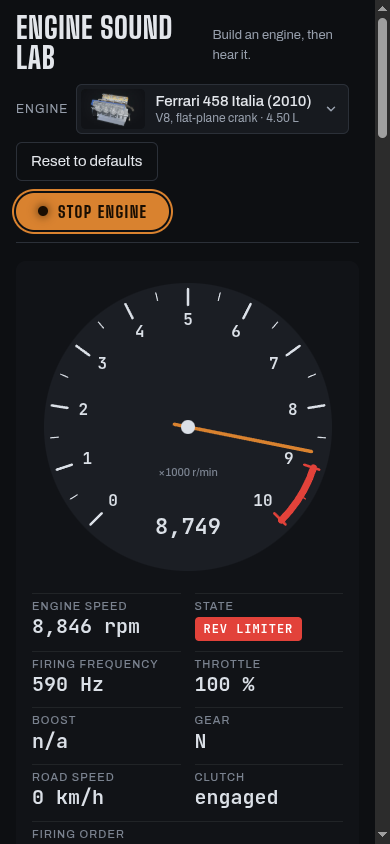 ENGINE SOUND
LAB
Build an engine, then
hear it.
ENGINE
Ferrari 458 Italia (2010)
V8, flat-plane crank · 4.50 L
Reset to defaults
STOP ENGINE
0
1
2
3
4
5
6
7
8
9
10
×1000 r/min
8,749
ENGINE SPEED
8,846 rpm
STATE
REV LIMITER
FIRING FREQUENCY
590 Hz
THROTTLE
100 %
BOOST
n/a
GEAR
N
ROAD SPEED
0 km/h
CLUTCH
engaged
FIRING ORDER